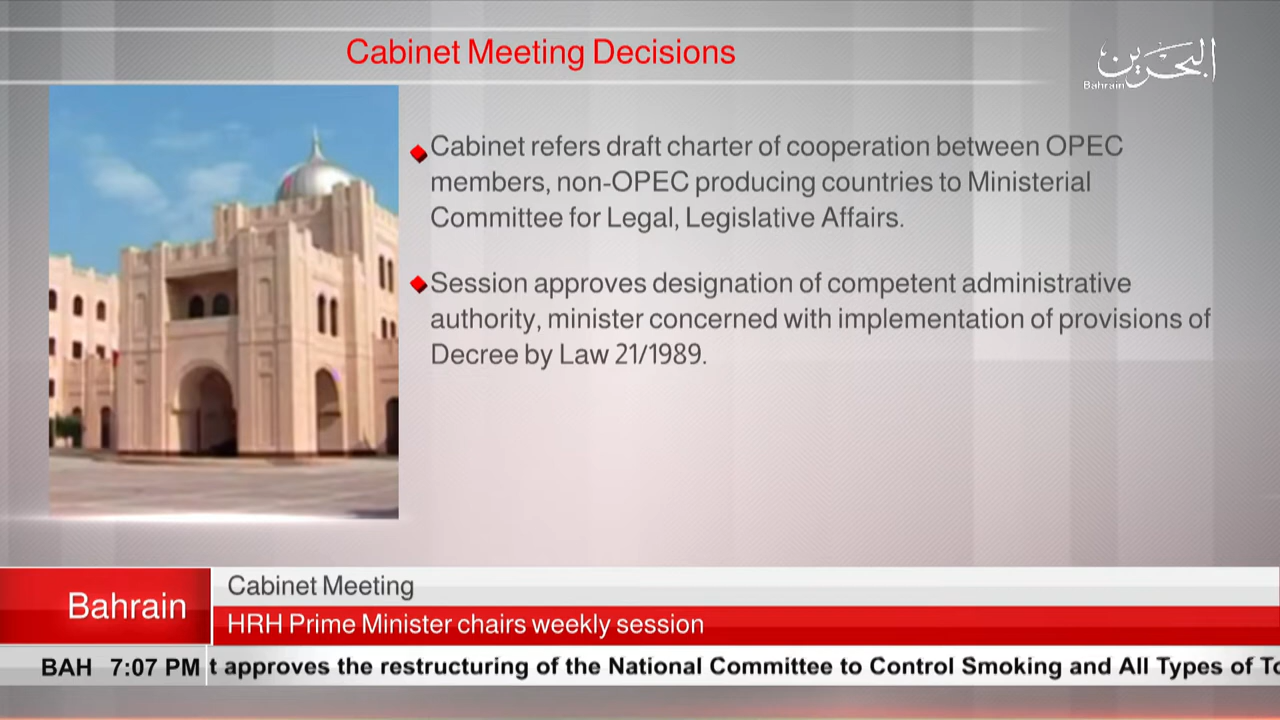 Cabinet Meeting Decisions
البحرين
Bahrain
Cabinet refers draft charter of cooperation between OPEC
members, non-OPEC producing countries to Ministerial
Committee for Legal, Legislative Affairs.
Session approves designation of competent administrative
authority, minister concerned with implementation of provisions of
Decree by Law 21/1989.
Bahrain
Cabinet Meeting
HRH Prime Minister chairs weekly session
BAH 7:07 PM t approves the restructuring of the National Committee to Control Smoking and All Types of To